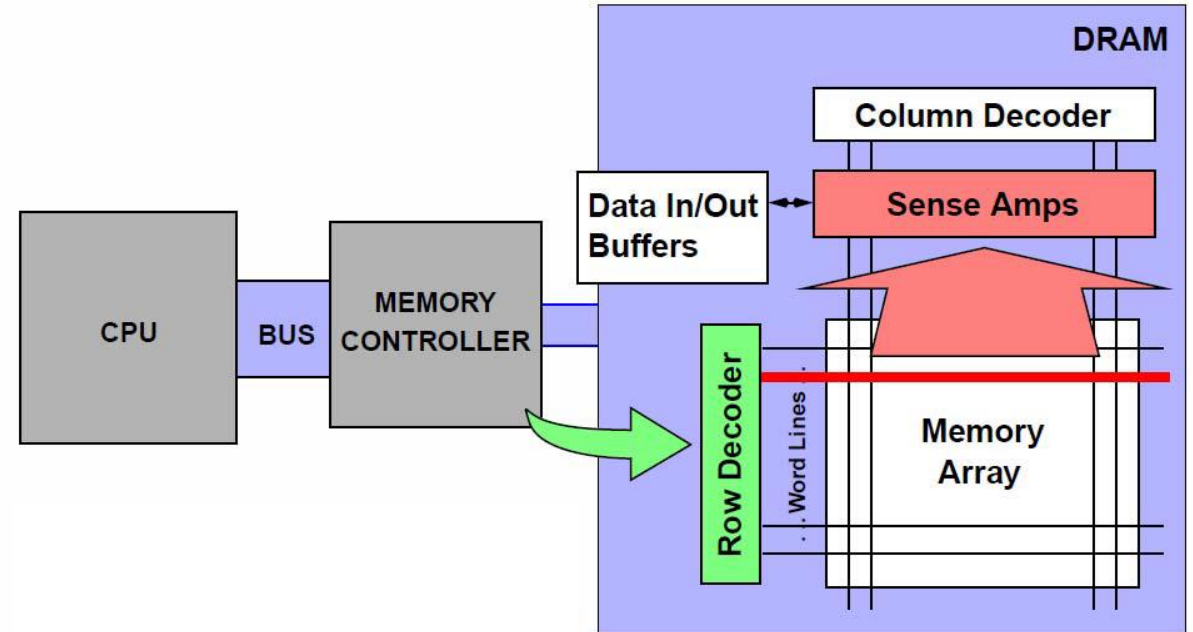 DRAM
Column Decoder
Data In/Out
Buffers
Sense Amps
CPU
BUS
MEMORY
CONTROLLER
Row Decoder
. . .Word Lines . . .
Memory
Array